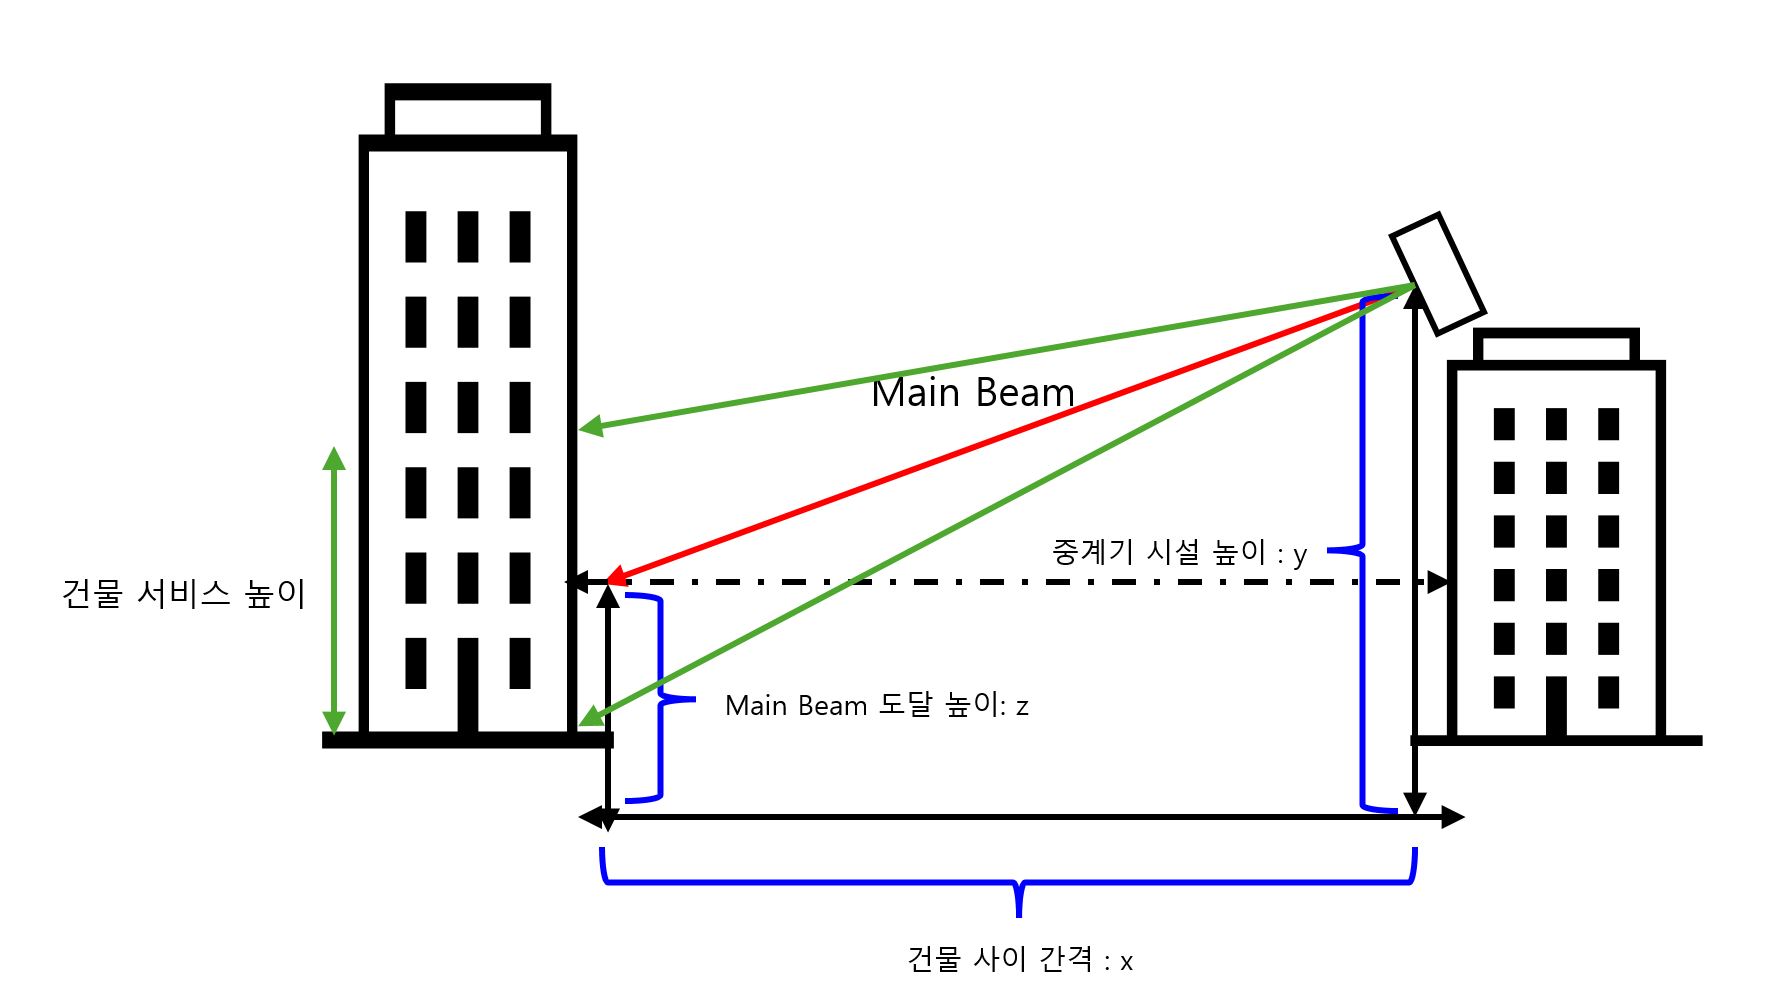 Main Beam
중계기 시설 높이 : y
건물 서비스 높이
Main Beam 도달 높이: z
건물 사이 간격 : x